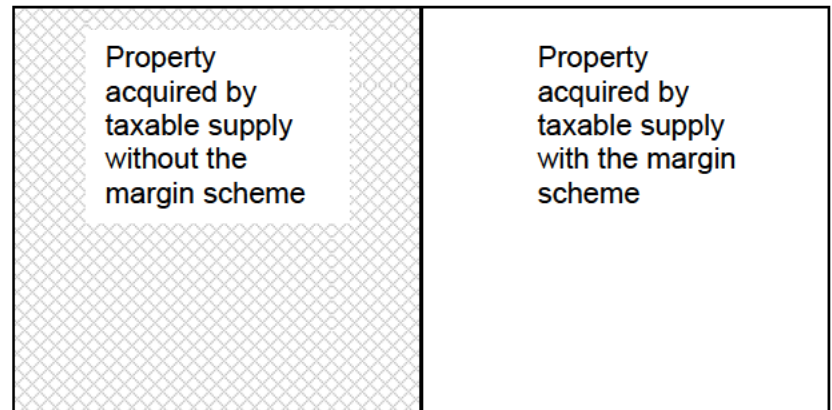 Property
acquired by
taxable supply
without the
margin scheme
Property
acquired by
taxable supply
with the margin
scheme